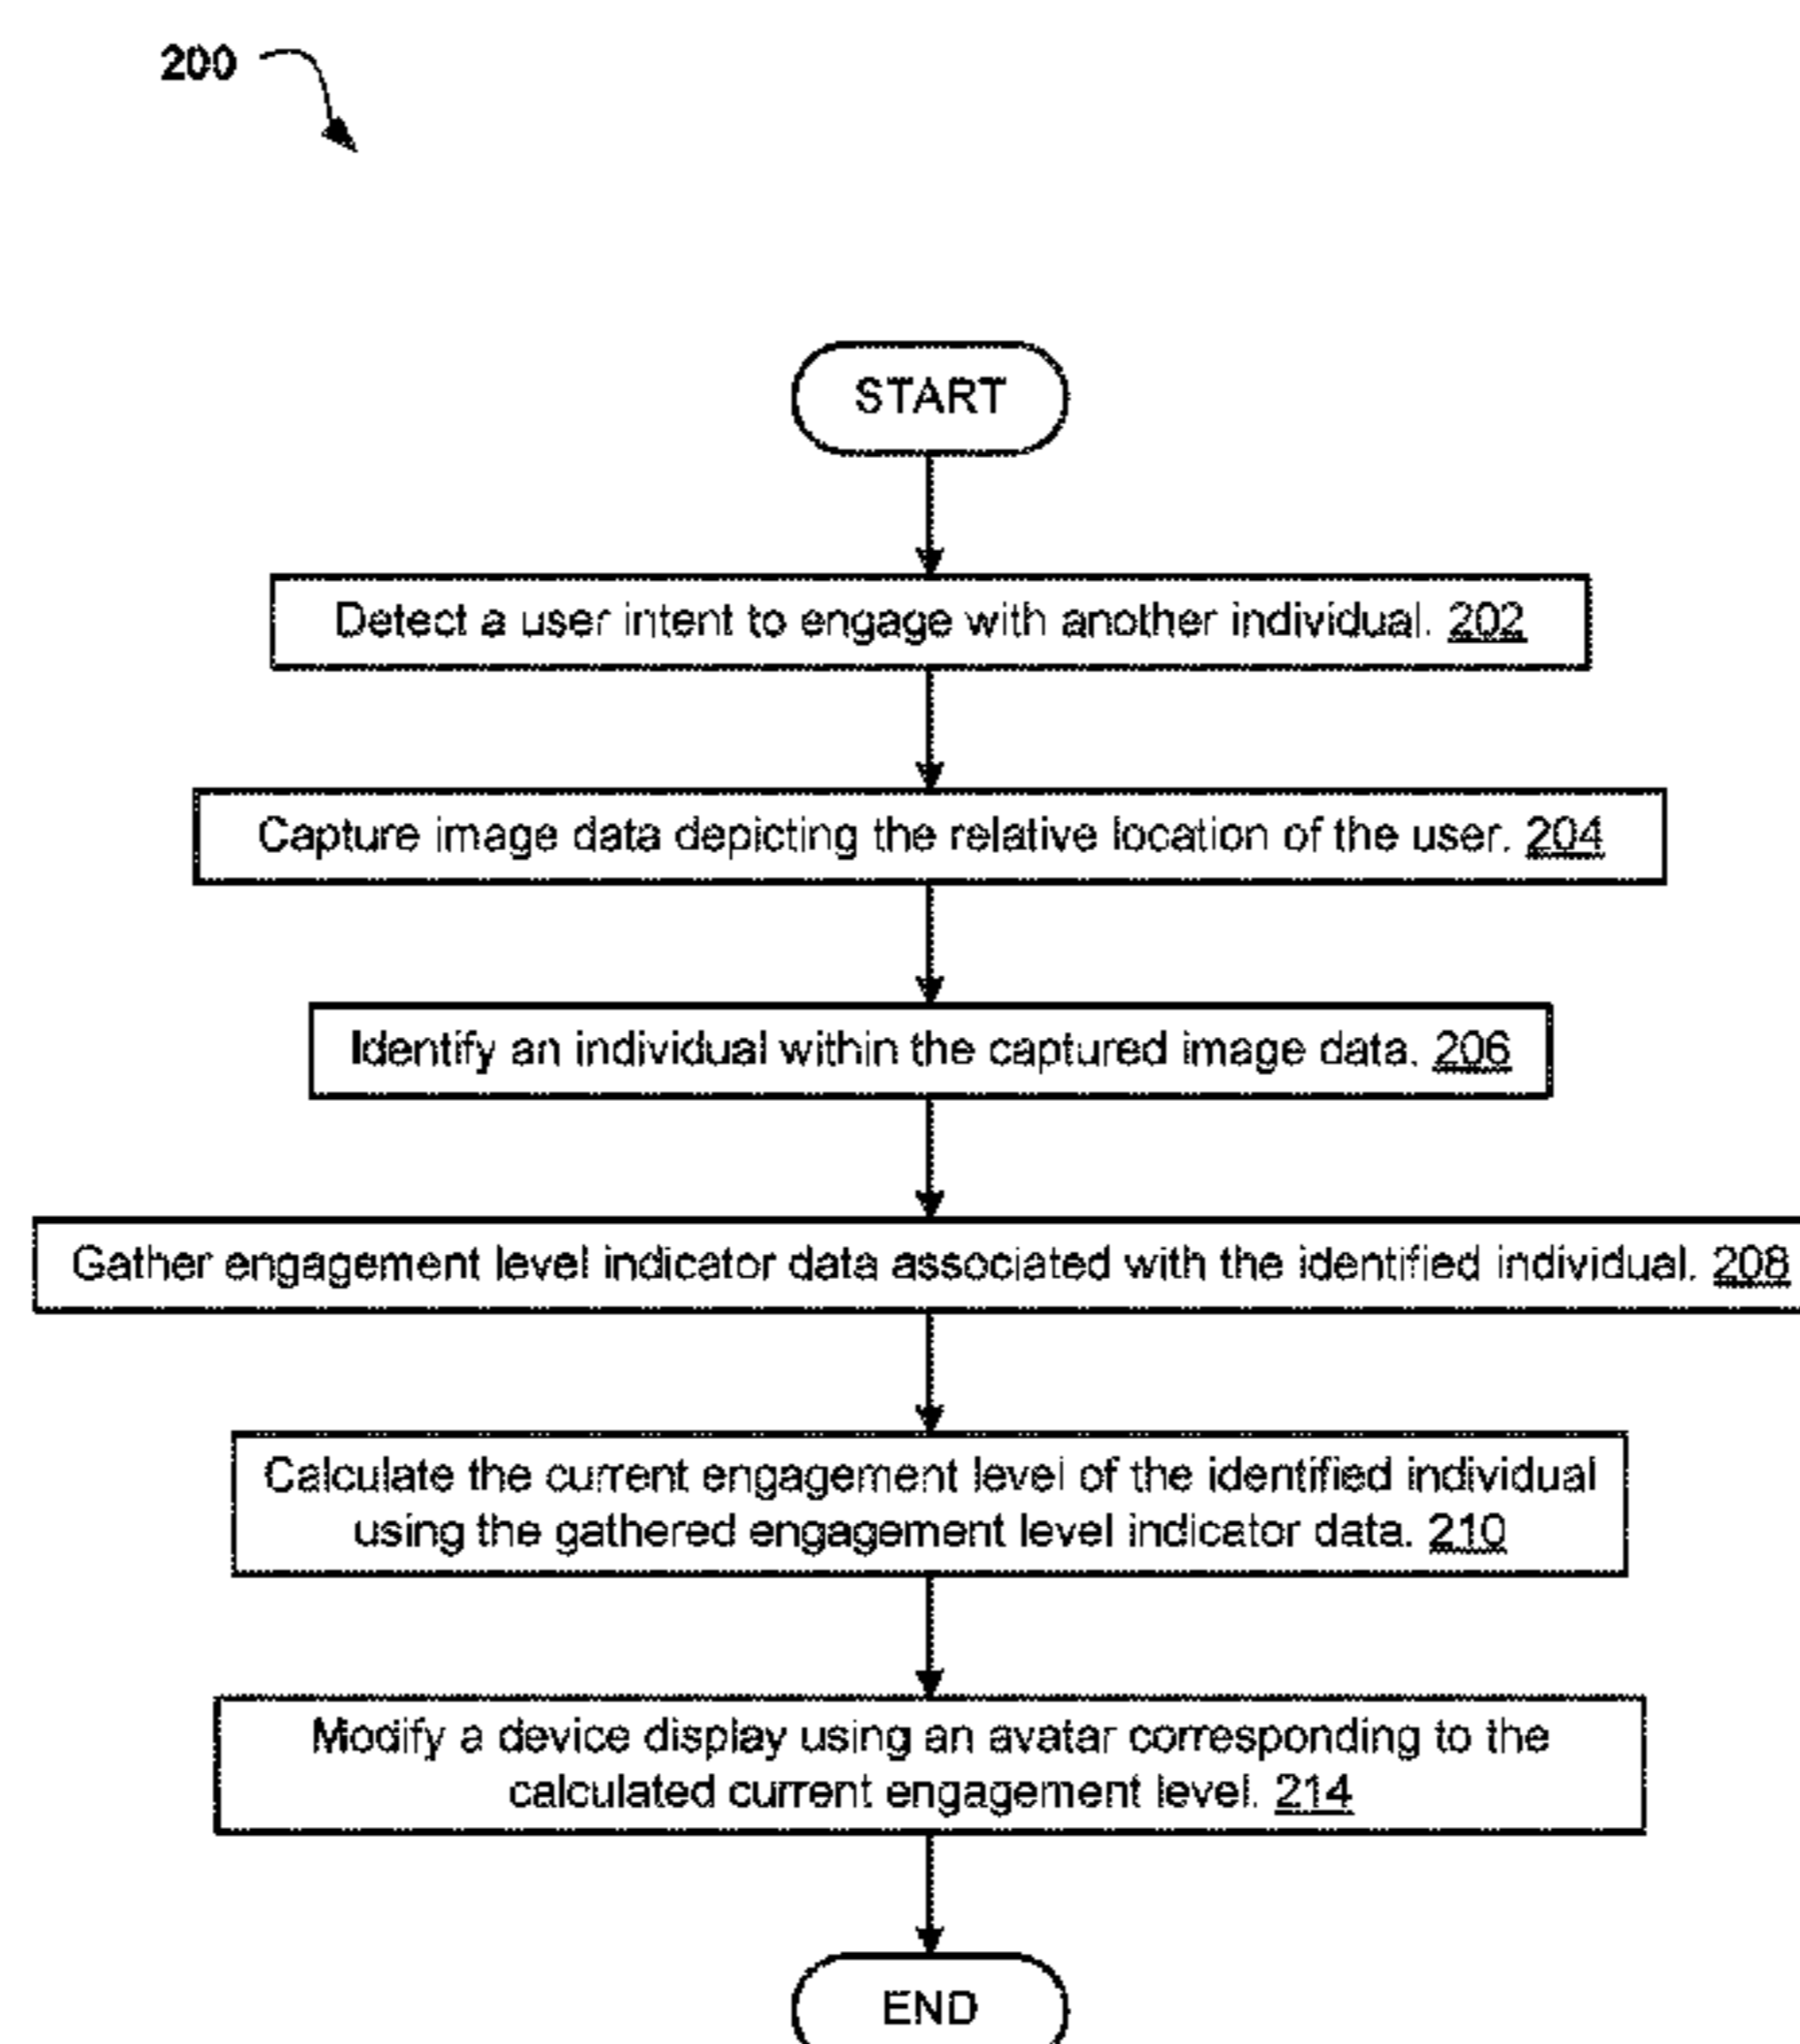 200
START
Detect a user intent to engage with another individual. 202
Capture image data depicting the relative location of the user. 204
Identify an individual within the captured image data. 206
Gather engagement level indicator data associated with the identified individual. 208
Calculate the current engagement level of the identified individual
using the gathered engagement level indicator data. 210
Modify a device display using an avatar corresponding to the
calculated current engagement level. 214
END